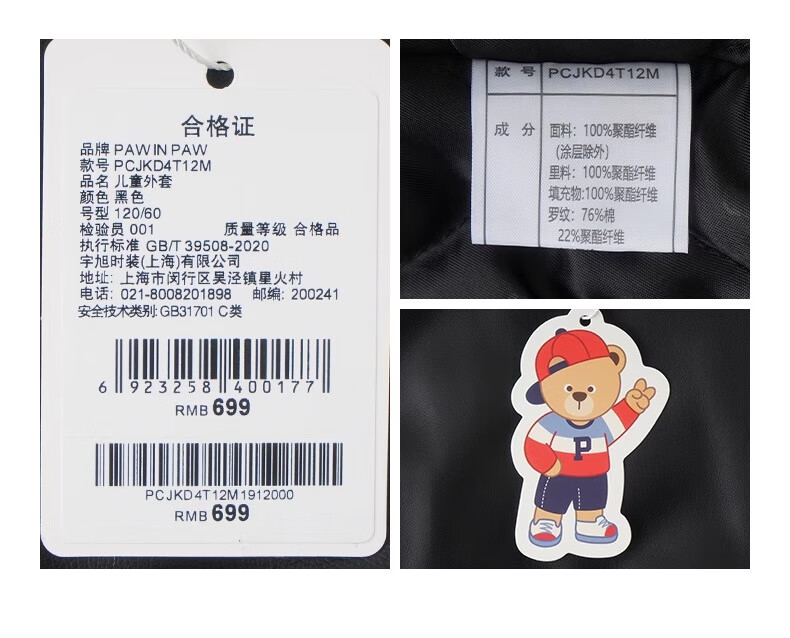 合格证
品牌 PAW IN PAW
款号 PCJKD4T12M
品名 儿童外套
颜色 黑色
号型 120/60
检验员 001 质量等级 合格品
执行标准 GB/T 39508-2020
宇旭时装(上海)有限公司
地址: 上海市闵行区吴泾镇星火村
电话: 021-8008201898 邮编: 200241
安全技术类别: GB31701 C类
6 923258 400177
RMB 699
PCJKD4T12M1912000
RMB 699
款号 PCJKD4T12M
成分 面料: 100%聚酯纤维
(涂层除外)
里料: 100%聚酯纤维
填充物:100%聚酯纤维
罗纹: 76%棉
22%聚酯纤维
P